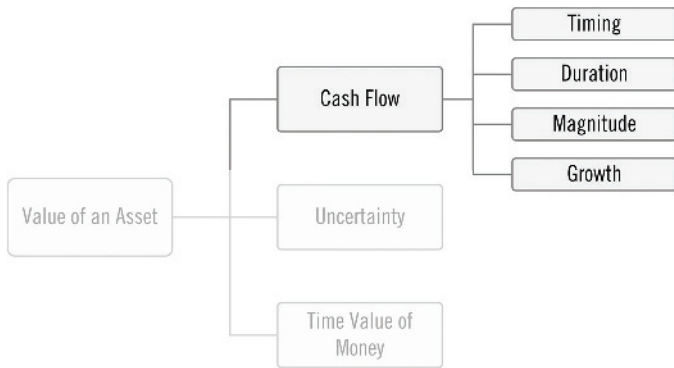 Timing
Duration
Cash Flow
Magnitude
Growth
Value of an Asset
Uncertainty
Time Value of
Money